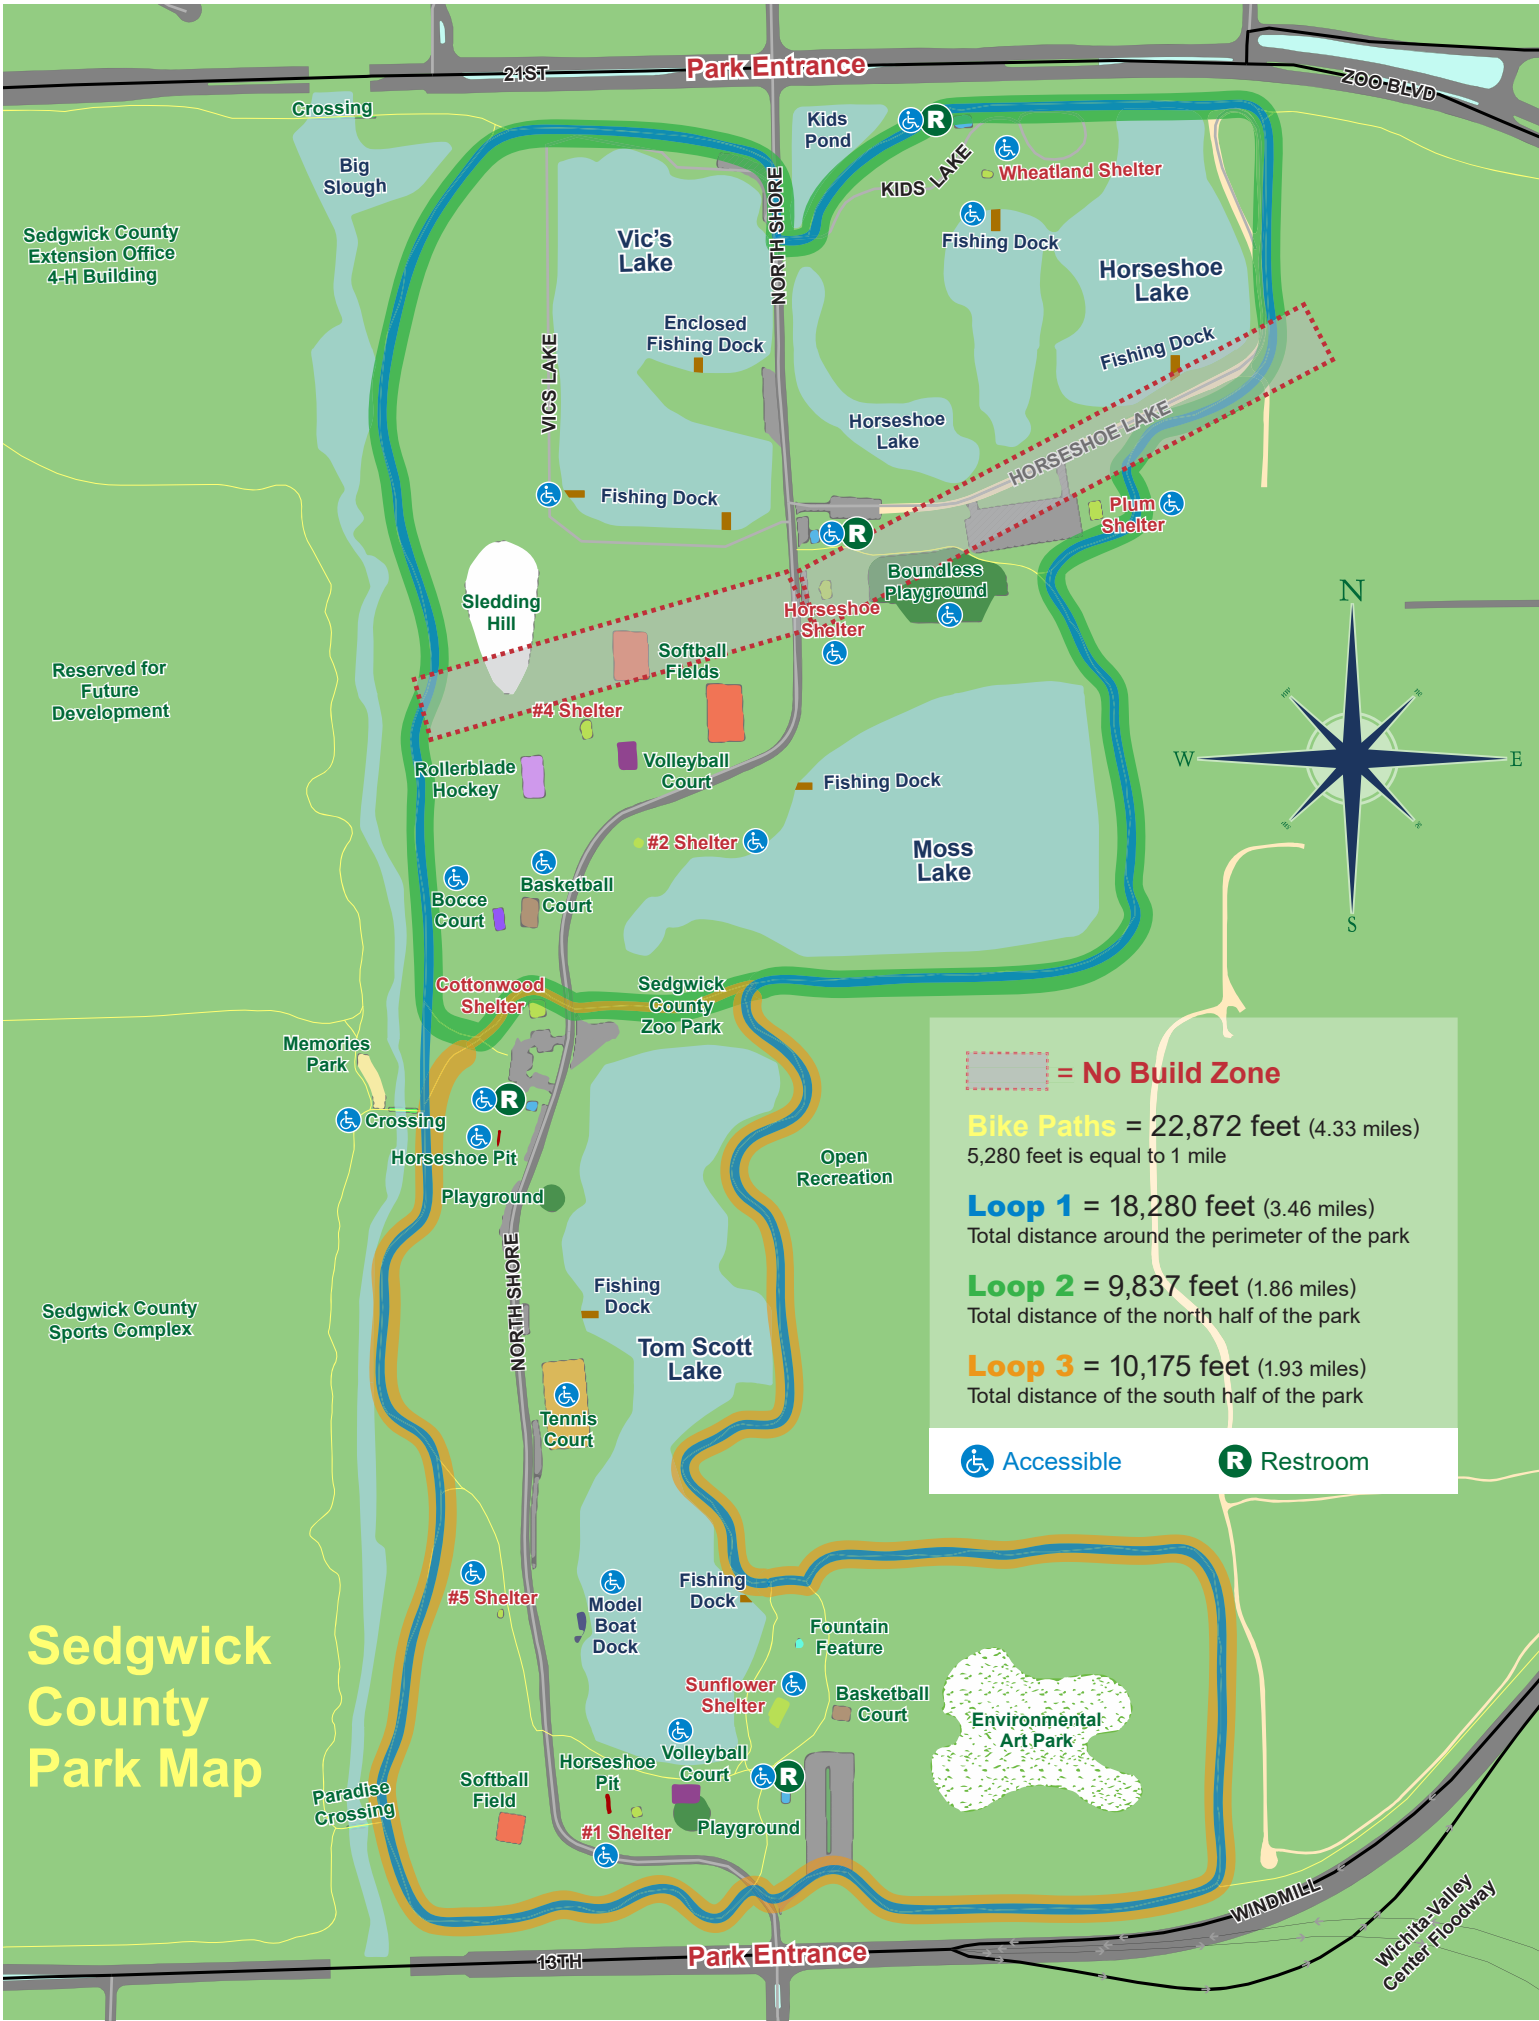 21ST
Park Entrance
ZOO BLVD
Crossing
Big
Slough
Kids
Pond
R
KIDS LAKE
Wheatland Shelter
Fishing Dock
Sedgwick County
Extension Office
4-H Building
Vic's
Lake
NORTH SHORE
Horseshoe
Lake
Enclosed
Fishing Dock
Fishing Dock
VICS LAKE
Horseshoe
Lake
HORSESHOE LAKE
Fishing Dock
R
Plum
Shelter
Boundless
Playground
Sledding
Hill
Horseshoe
Shelter
N
Softball
Fields
Reserved for
Future
Development
#4 Shelter
Rollerblade
Hockey
Volleyball
Court
Fishing Dock
W
E
#2 Shelter
Moss
Lake
Basketball
Court
Bocce
Court
S
Cottonwood
Shelter
Sedgwick
County
Zoo Park
Memories
Park
R
Crossing
Horseshoe Pit
Playground
Open
Recreation
= No Build Zone
Bike Paths = 22,872 feet (4.33 miles)
5,280 feet is equal to 1 mile
Loop 1 = 18,280 feet (3.46 miles)
Total distance around the perimeter of the park
Loop 2 = 9,837 feet (1.86 miles)
Total distance of the north half of the park
Loop 3 = 10,175 feet (1.93 miles)
Total distance of the south half of the park
Accessible
R Restroom
NORTH SHORE
Fishing
Dock
Sedgwick County
Sports Complex
Tom Scott
Lake
Tennis
Court
#5 Shelter
Model
Boat
Dock
Fishing
Dock
Fountain
Feature
Sunflower
Shelter
Basketball
Court
Environmental
Art Park
Sedgwick
County
Park Map
Paradise
Crossing
Softball
Field
Horseshoe
Pit
Volleyball
Court
R
#1 Shelter
Playground
WINDMILL
Wichita-Valley
Center Floodway
13TH
Park Entrance